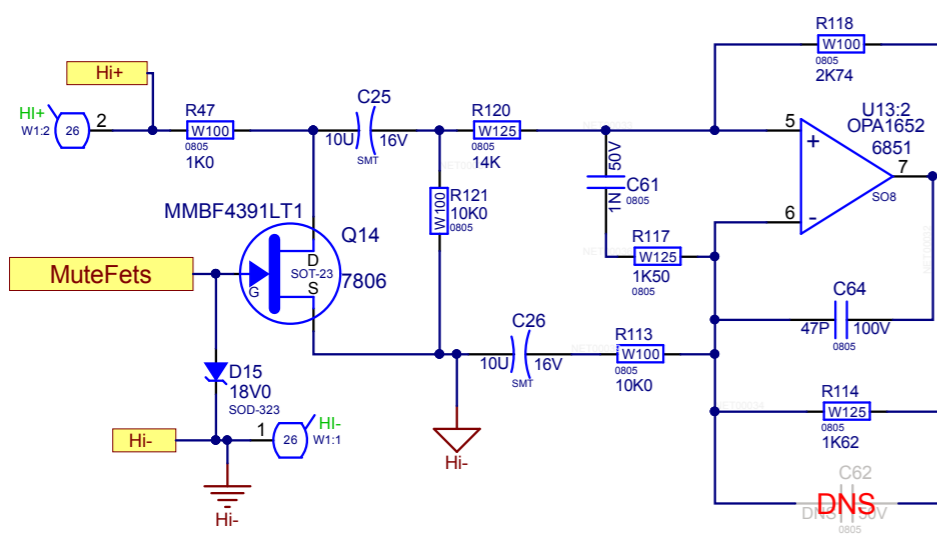 R118
W100
0805
2K74
Hi+
HI+
W1:2
26
2
R47
W100
0805
1K0
C25
10U
16V
SMT
R120
W125
0805
14K
U13:2
OPA1652
6851
5
+
7
SO8
6
-
50V
C61
0805
1N
R121
W100
10K0
0805
MMBF4391LT1
Q14
D
SOT-23
7806
S
G
MuteFets
R117
W125
1K50
0805
C64
47P
100V
0805
C26
10U
16V
SMT
R113
W100
0805
10K0
D15
18V0
SOD-323
R114
W125
0805
1K62
Hi-
1
26
HI-
W1:1
Hi-
Hi-
C62
DNS
0805